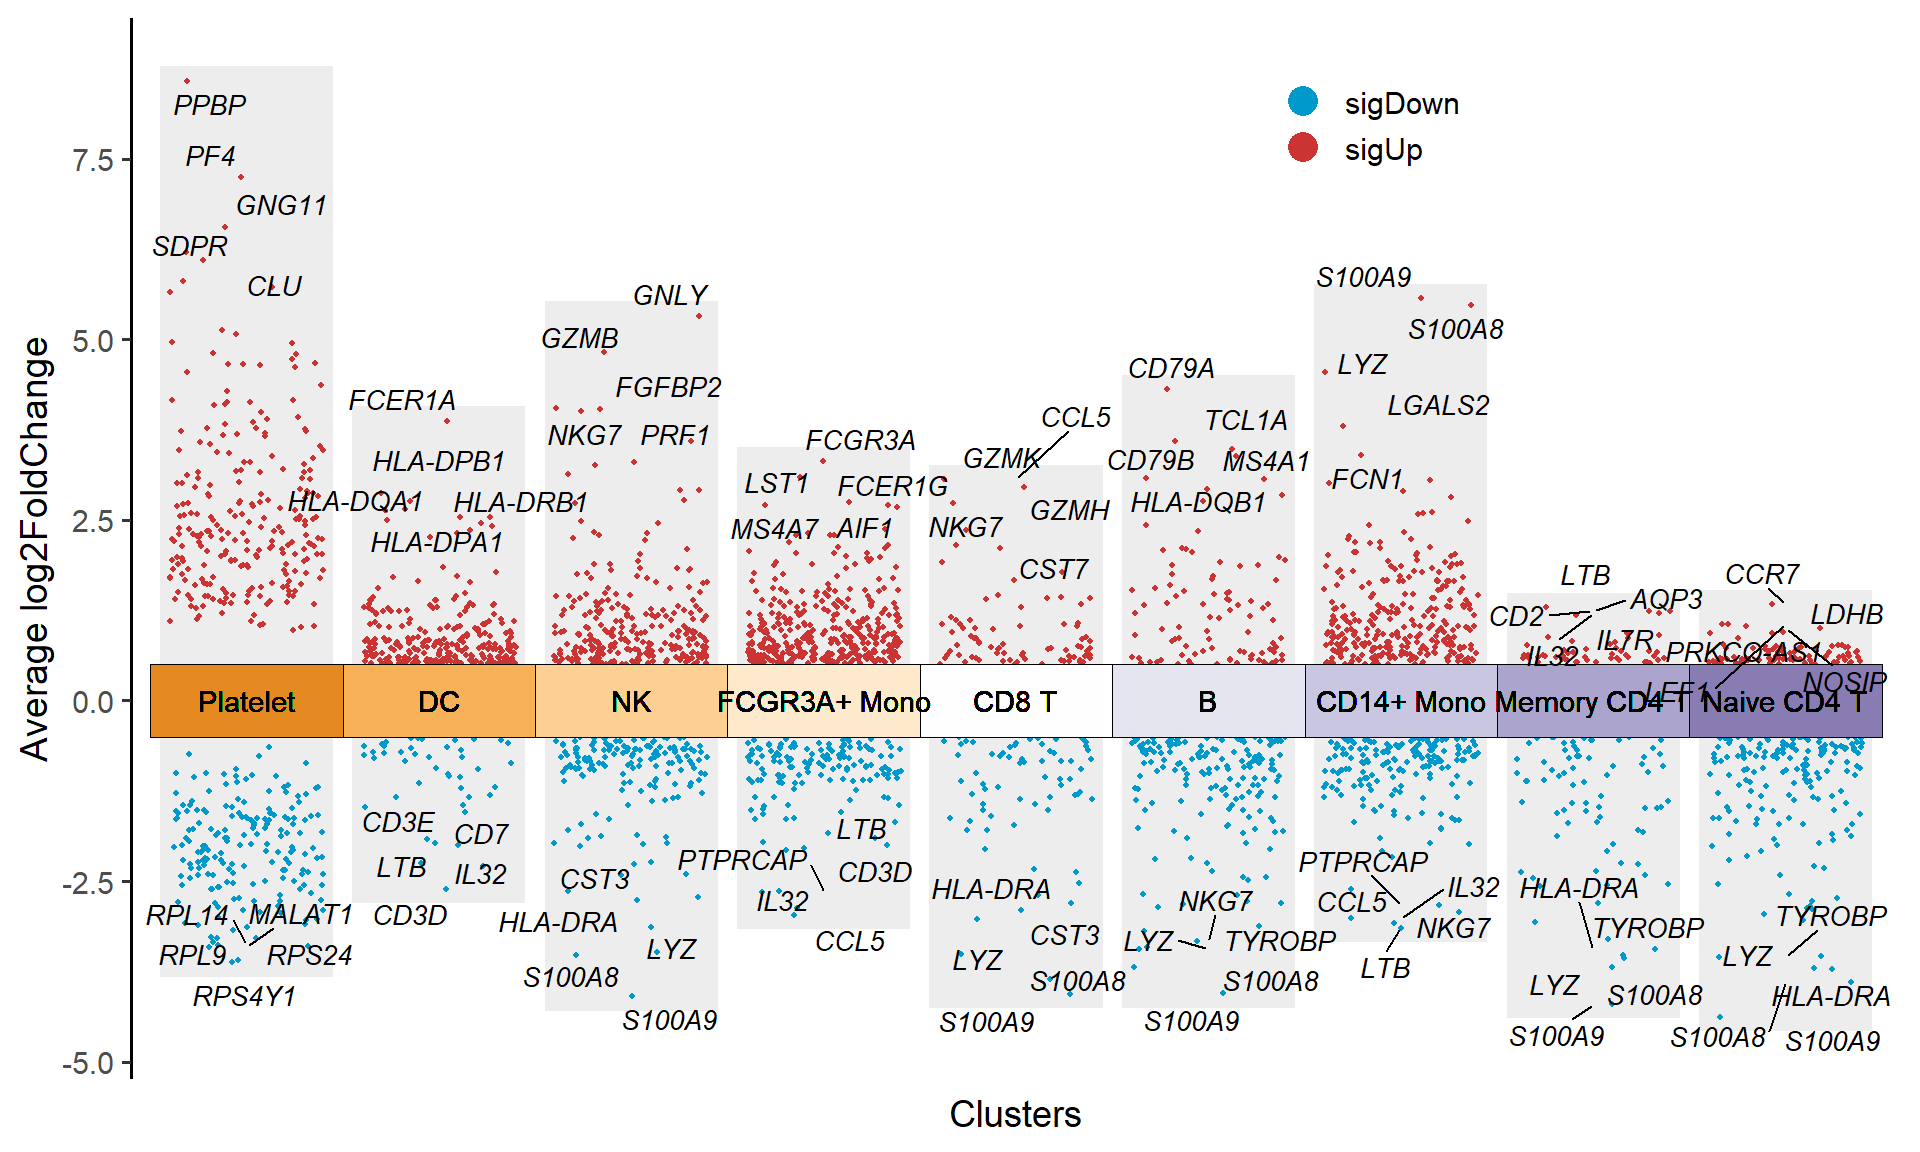 sigDown
sigUp
Average log2FoldChange
7.5
5.0
2.5
0.0
-2.5
-5.0
PPBP
PF4
GNG11
SDPR
CLU
FCER1A
HLA-DPB1
HLA-DQA1
HLA-DRB1
HLA-DPA1
GNLY
GZMB
FGFBP2
NKG7
PRF1
FCGR3A
LST1
FCER1G
MS4A7
AIF1
CCL5
GZMK
GZMH
NKG7
CST7
CD79A
TCL1A
CD79B
MS4A1
HLA-DQB1
S100A9
S100A8
LYZ
LGALS2
FCN1
LTB
AQP3
CD2
IL7R
IL32
CCR7
LDHB
PRKCQ-AS1
LEF1
NOSIP
Platelet
DC
NK
FCGR3A+ Mono
CD8 T
B
CD14+ Mono
Memory CD4 T
Naive CD4 T
RPL14
MALAT1
RPL9
RPS24
RPS4Y1
CD3E
CD7
LTB
IL32
CD3D
CST3
HLA-DRA
LYZ
S100A8
S100A9
LTB
PTPRCAP
CD3D
IL32
CCL5
HLA-DRA
CST3
LYZ
S100A8
S100A9
NKG7
LYZ
TYROBP
S100A8
S100A9
PTPRCAP
IL32
CCL5
NKG7
LTB
HLA-DRA
TYROBP
LYZ
S100A8
S100A9
TYROBP
LYZ
HLA-DRA
S100A8
S100A9
Clusters